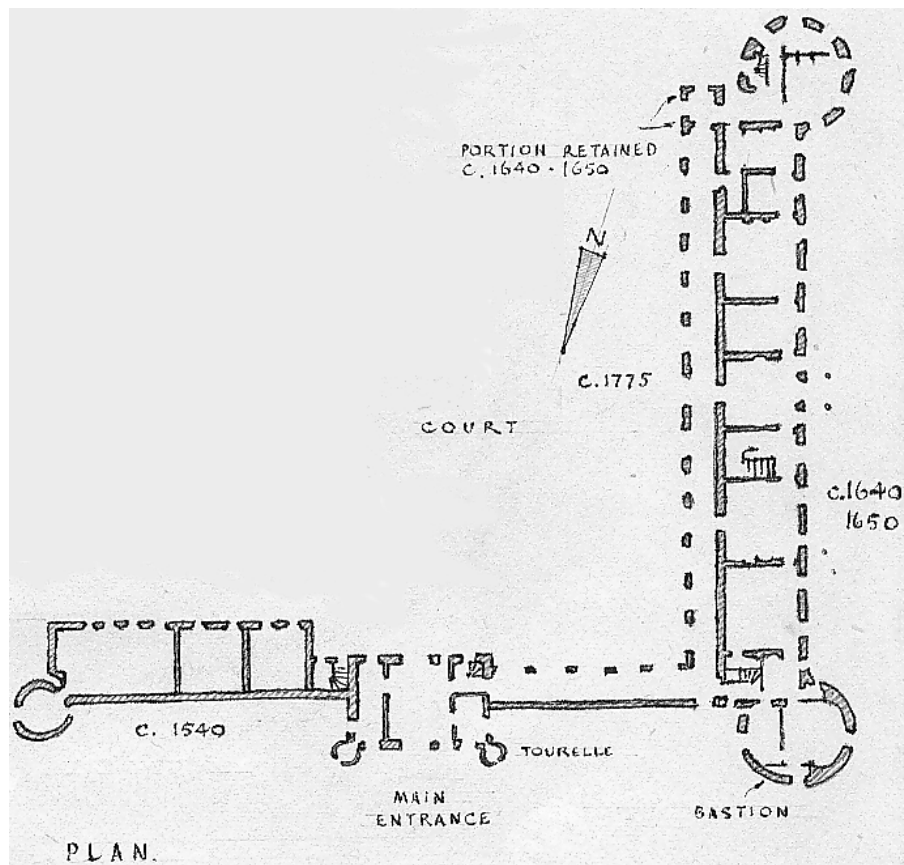 PORTION RETAINED
C. 1640 - 1650
N
C. 1775
COURT
C. 1640
1650
C. 1540
TOURELLE
MAIN
ENTRANCE
BASTION
PLAN.